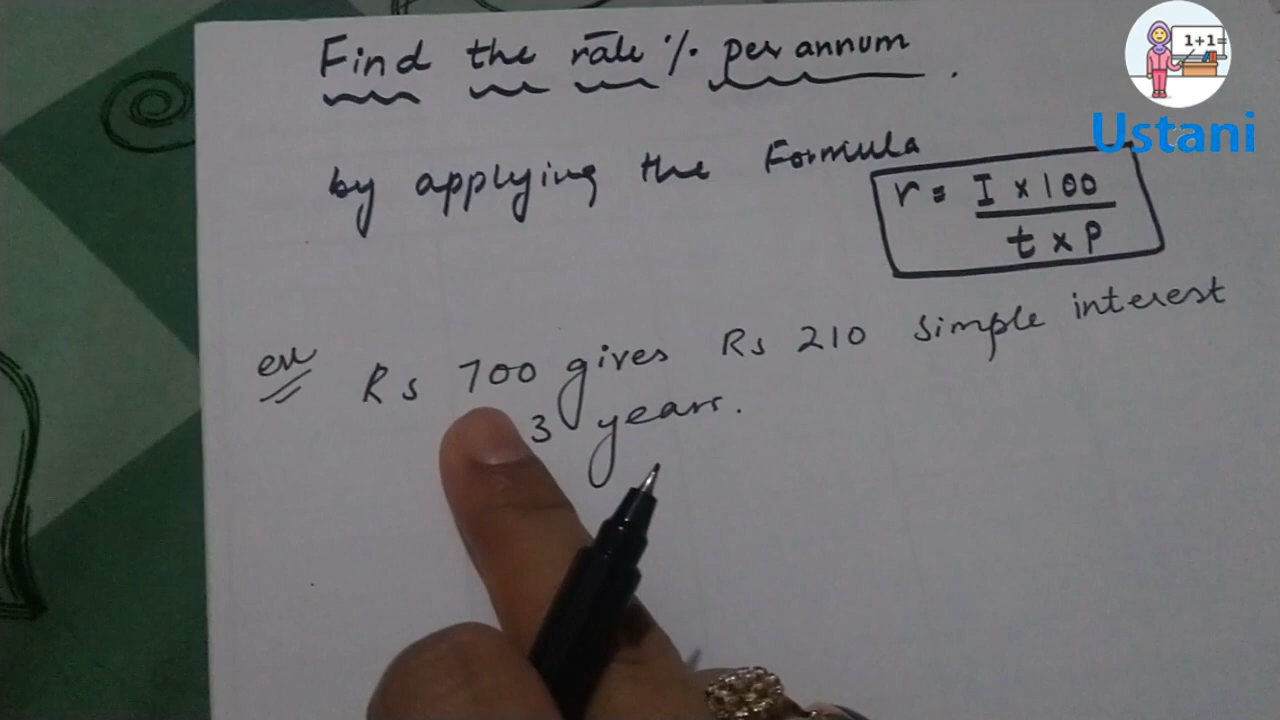 Find the rate % per annum.
by applying the Formula
r = I x 100
t x P
ex Rs 700 gives Rs 210 simple interest
3 years.
1+1=
Ustani